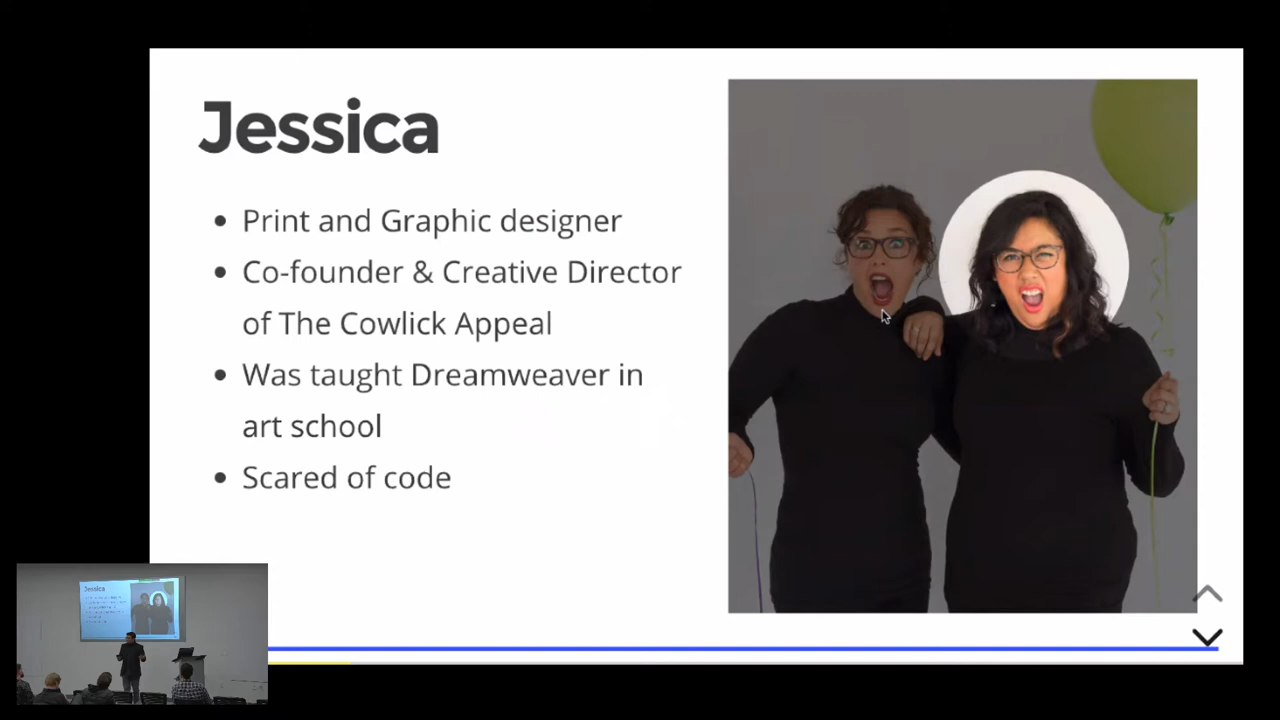 Jessica
• Print and Graphic designer
• Co-founder & Creative Director
of The Cowlick Appeal
• Was taught Dreamweaver in
art school
• Scared of code
Jessica